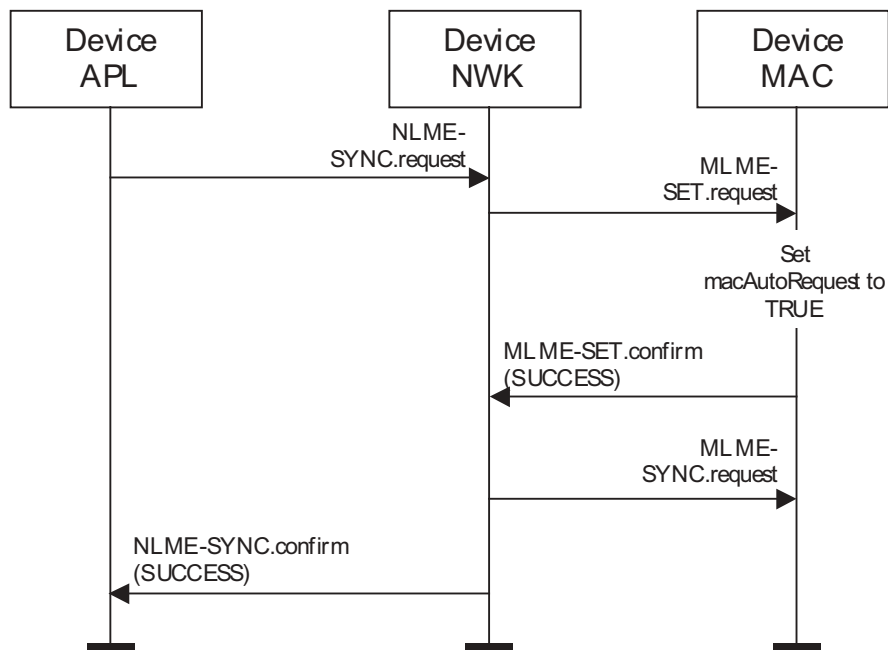 Device
APL
Device
NWK
Device
MAC
NLME-
SYNC.request
MLME-
SET.request
Set
macAutoRequest to
TRUE
MLME-SET.confirm
(SUCCESS)
MLME-
SYNC.request
NLME-SYNC.confirm
(SUCCESS)